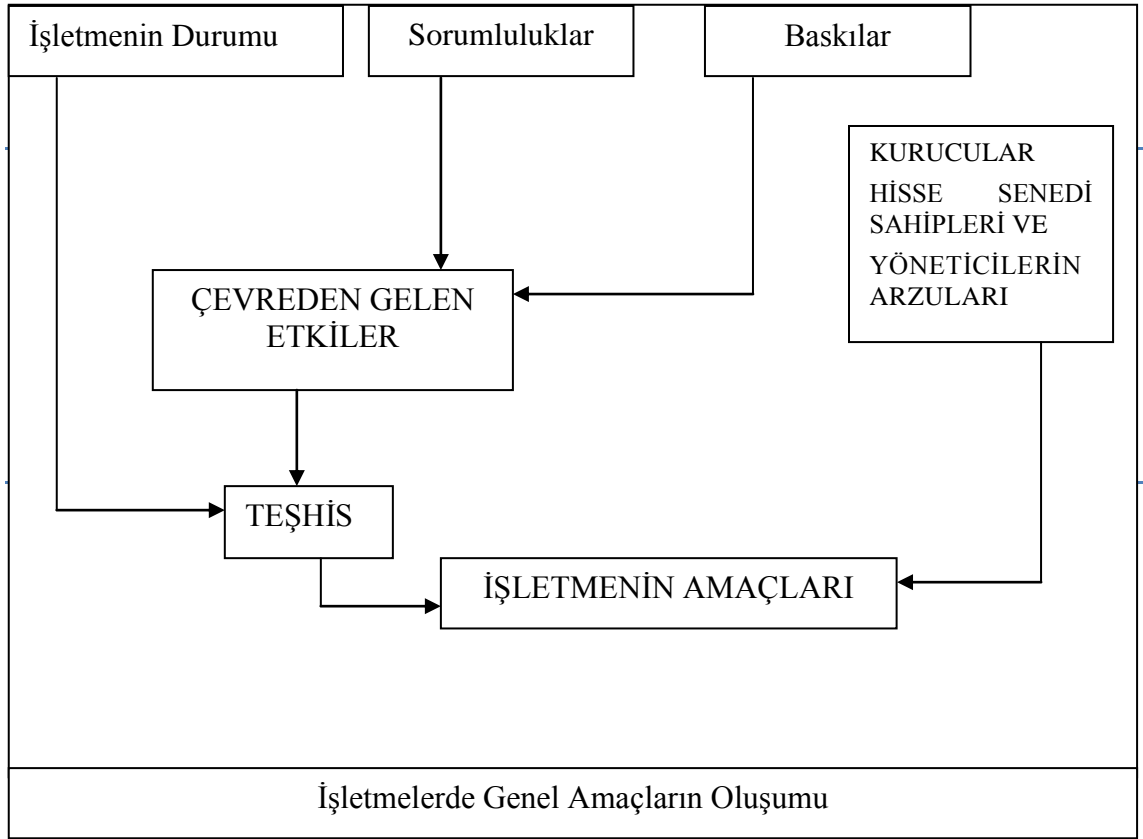 İşletmenin Durumu
Sorumluluklar
Baskılar
KURUCULAR
HİSSE SENEDİ
SAHİPLERİ VE
YÖNETİCİLERİN
ARZULARI
ÇEVREDEN GELEN
ETKİLER
TEŞHİS
İŞLETMENİN AMAÇLARI
İşletmelerde Genel Amaçların Oluşumu